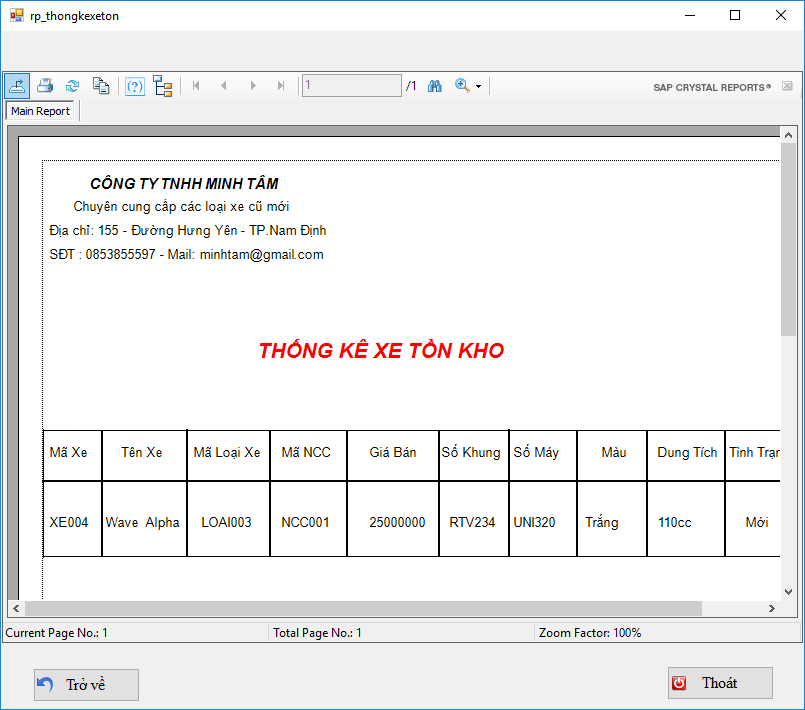 rp_thongkexeton
1 /1 SAP CRYSTAL REPORTS®
Main Report
CÔNG TY TNHH MINH TÂM
Chuyên cung cấp các loại xe cũ mới
Địa chỉ: 155 - Đường Hưng Yên - TP.Nam Định
SĐT : 0853855597 - Mail: minhtam@gmail.com
THỐNG KÊ XE TỒN KHO
Mã Xe Tên Xe Mã Loại Xe Mã NCC Giá Bán Số Khung Số Máy Màu Dung Tích Tình Trạn
XE004 Wave Alpha LOAI003 NCC001 25000000 RTV234 UNI320 Trắng 110cc Mới
Current Page No.: 1 Total Page No.: 1 Zoom Factor: 100%
Trở về Thoát